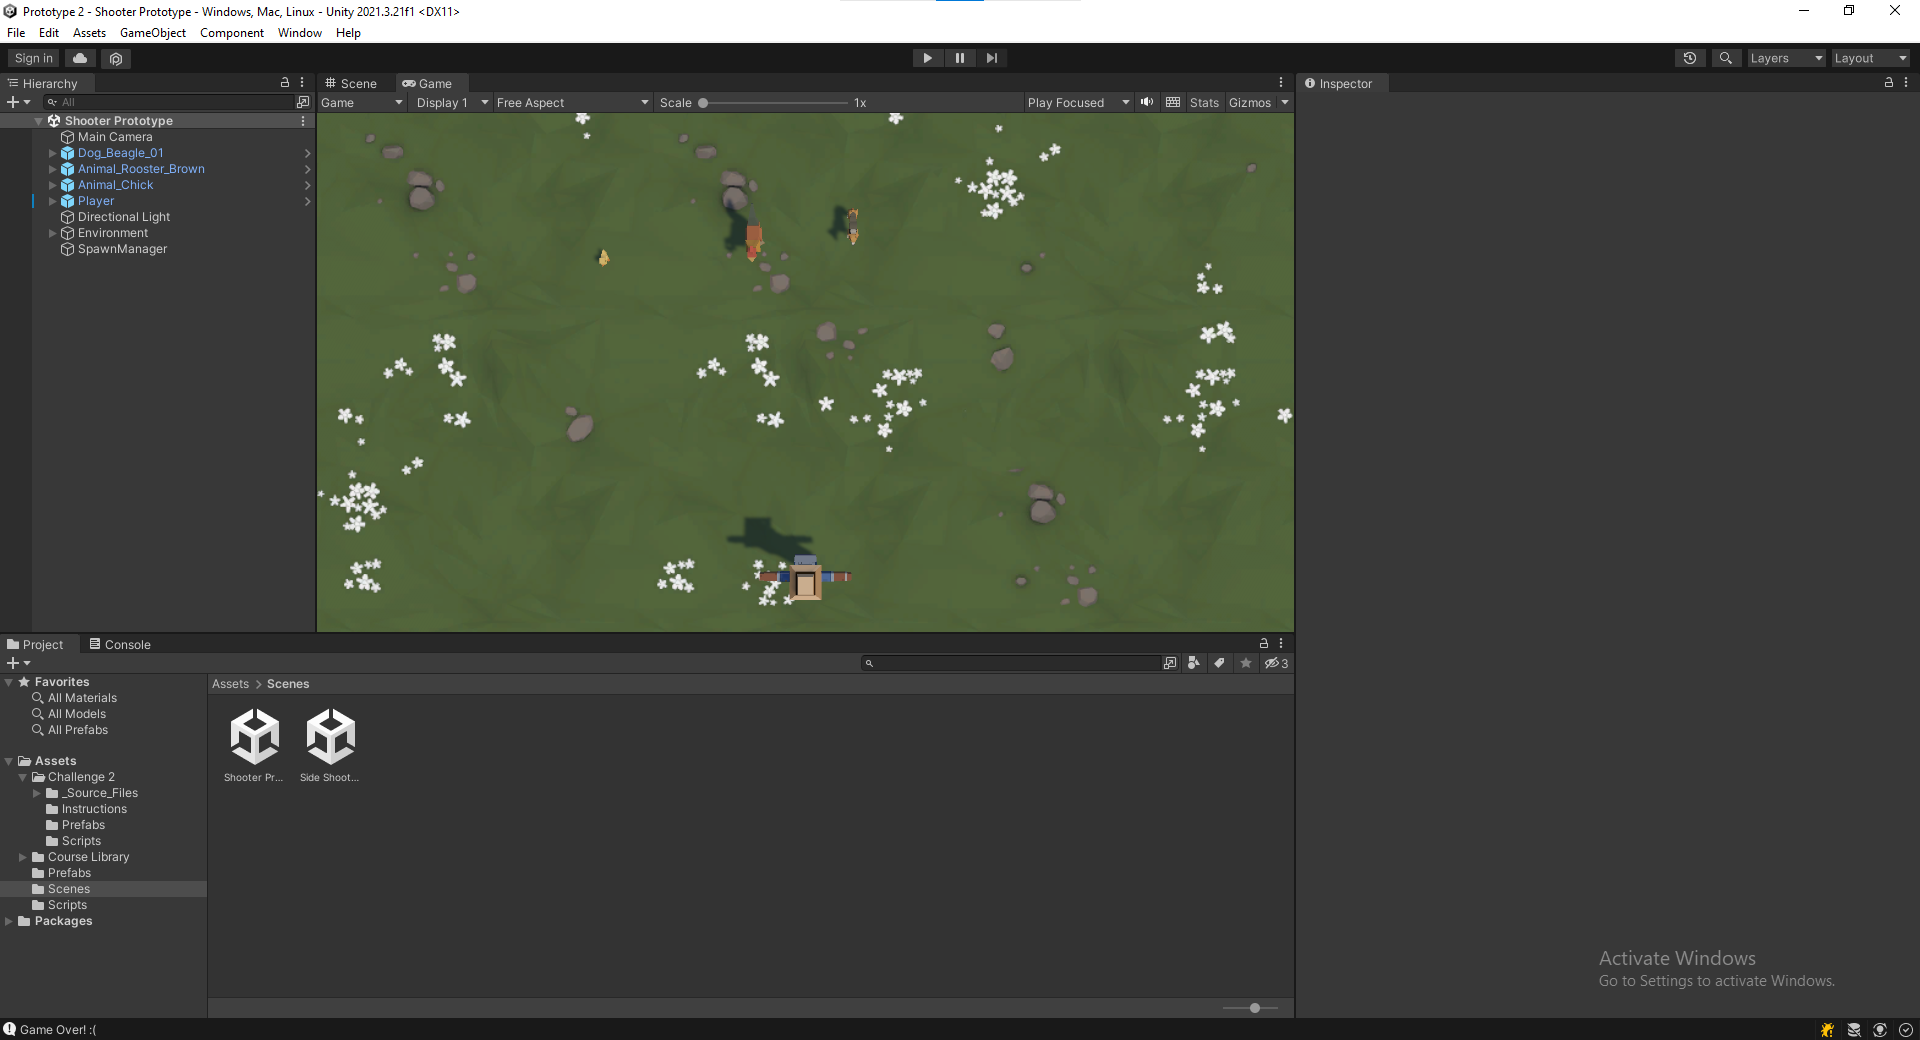 Prototype 2 - Shooter Prototype - Windows, Mac, Linux - Unity 2021.3.21f1 <DX11>
File Edit Assets GameObject Component Window Help
Sign in Layers Layout
Hierarchy
All
Shooter Prototype
Main Camera
Dog_Beagle_01
Animal_Rooster_Brown
Animal_Chick
Player
Directional Light
Environment
SpawnManager
Scene Game
Game Display 1 Free Aspect Scale 1x Play Focused Stats Gizmos
Inspector
Project Console
3
Favorites
All Materials
All Models
All Prefabs
Assets
Challenge 2
_Source_Files
Instructions
Prefabs
Scripts
Course Library
Prefabs
Scenes
Scripts
Packages
Assets > Scenes
Shooter Pr... Side Shoot...
Activate Windows
Go to Settings to activate Windows.
Game Over! :(